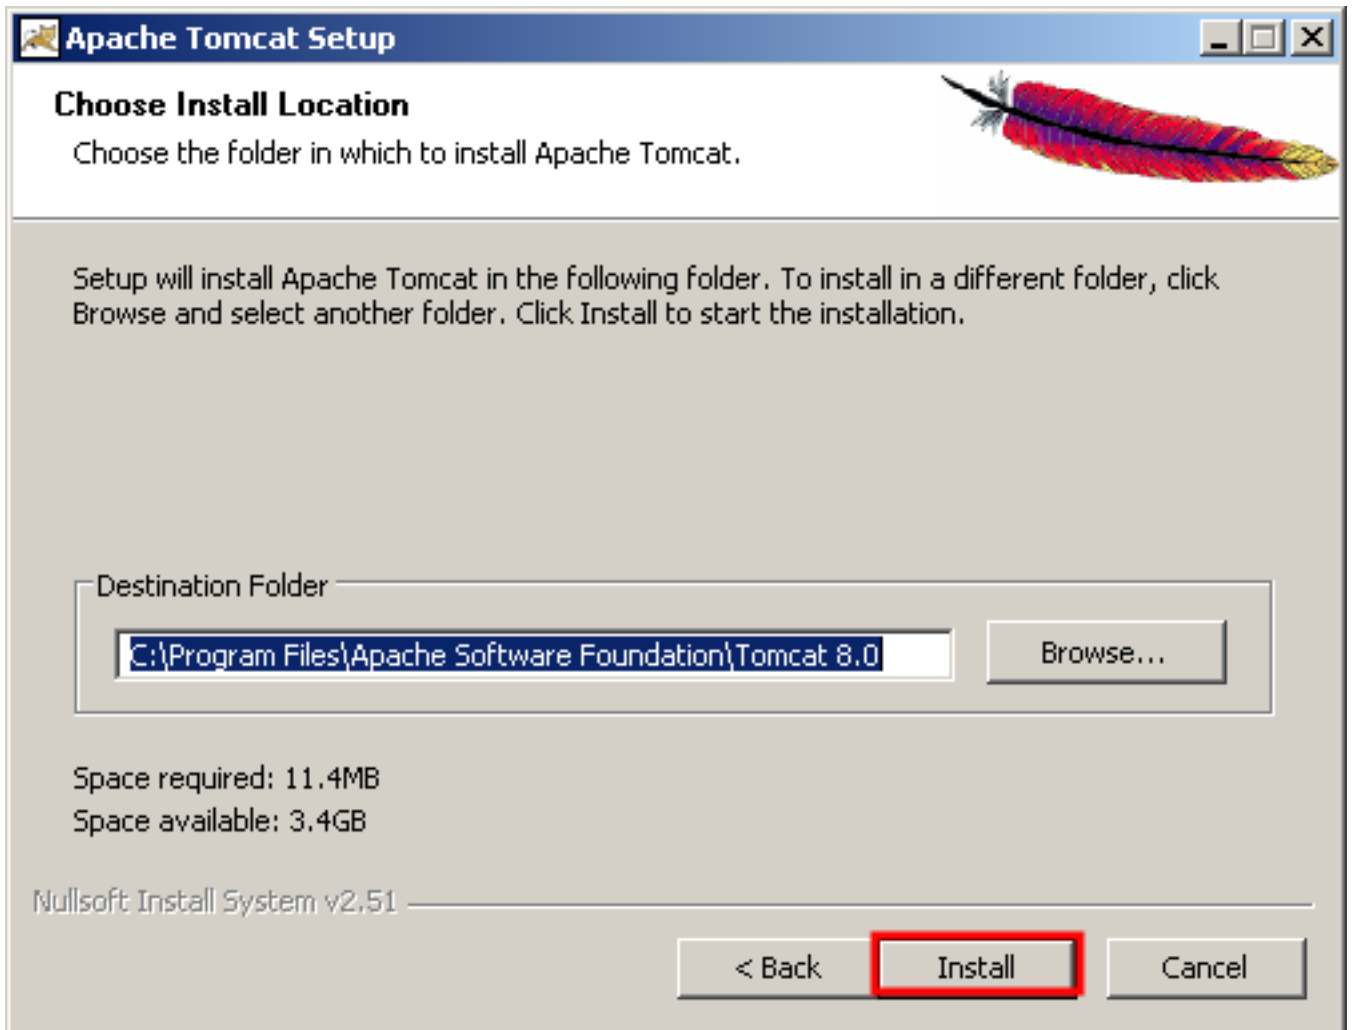 Apache Tomcat Setup
Choose Install Location
Choose the folder in which to install Apache Tomcat.
Setup will install Apache Tomcat in the following folder. To install in a different folder, click
Browse and select another folder. Click Install to start the installation.
Destination Folder
C:\Program Files\Apache Software Foundation\Tomcat 8.0
Browse...
Space required: 11.4MB
Space available: 3.4GB
Nullsoft Install System v2.51
< Back
Install
Cancel